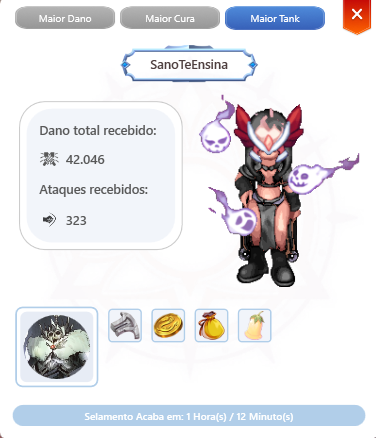 Maior Dano
Maior Cura
Maior Tank
SanoTeEnsina
Dano total recebido:
42.046
Ataques recebidos:
323
Selamento Acaba em: 1 Hora(s) / 12 Minuto(s)